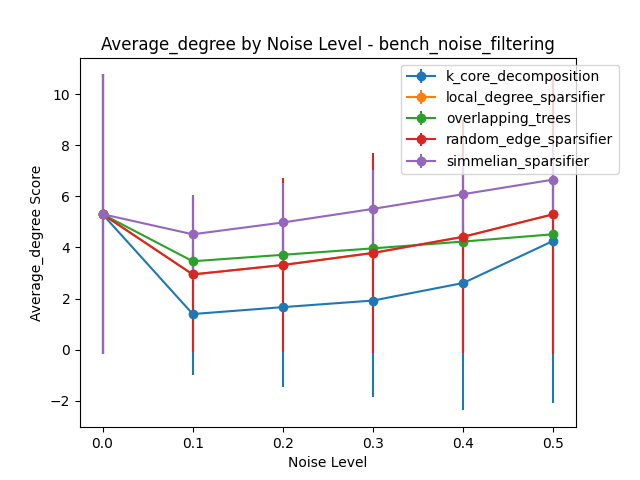 Average_degree by Noise Level - bench_noise_filtering
k_core_decomposition
local_degree_sparsifier
overlapping_trees
random_edge_sparsifier
simmelian_sparsifier
Average_degree Score
10
8
6
4
2
0
−2
0.0 0.1 0.2 0.3 0.4 0.5
Noise Level